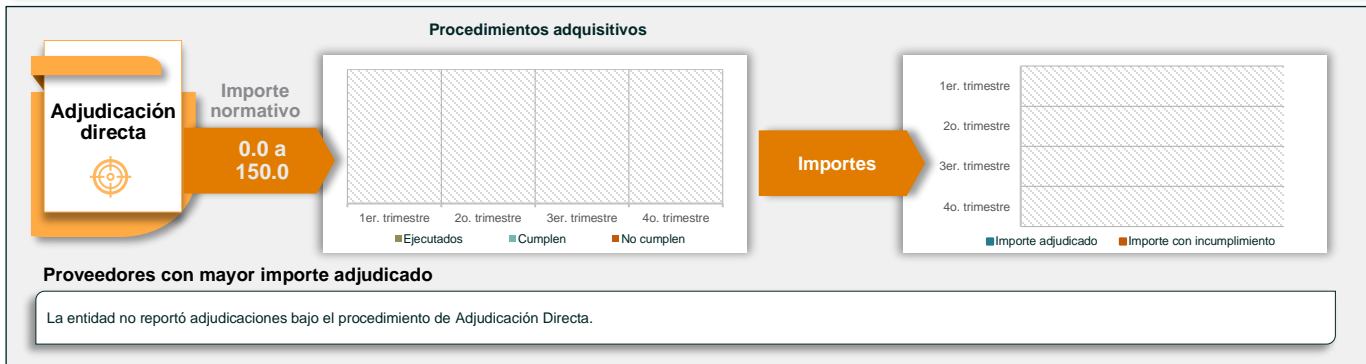 Procedimientos adquisitivos
Adjudicación
directa
Importe
normativo
0.0 a
150.0
1er. trimestre
2o. trimestre
3er. trimestre
4o. trimestre
Ejecutados
Cumplen
No cumplen
Importes
1er. trimestre
2o. trimestre
3er. trimestre
4o. trimestre
Importe adjudicado
Importe con incumplimiento
Proveedores con mayor importe adjudicado
La entidad no reportó adjudicaciones bajo el procedimiento de Adjudicación Directa.